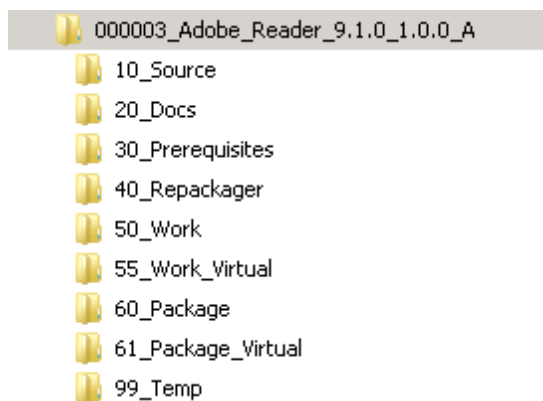 000003_Adobe_Reader_9.1.0_1.0.0_A
10_Source
20_Docs
30_Prerequisites
40_Repackager
50_Work
55_Work_Virtual
60_Package
61_Package_Virtual
99_Temp